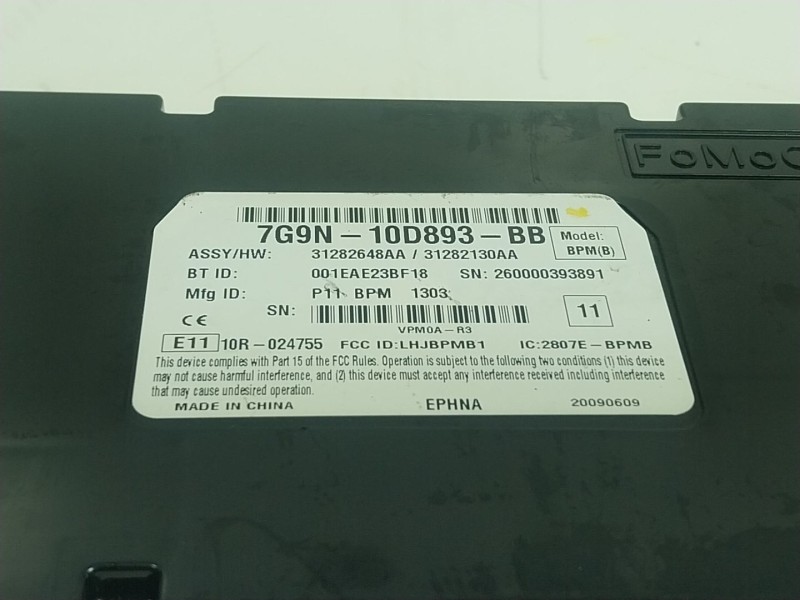 FoMoC
7G9N-10D893-BB
Model:
BPM(B)
ASSY/HW: 31282648AA / 31282130AA
BT ID: 001EAE23BF18 SN: 260000393891
Mfg ID: P11 BPM 1303
SN:
11
VPM0A-R3
CE
E11 10R-024755 FCC ID:LHJBPMB1 IC:2807E-BPMB
This device complies with Part 15 of the FCC Rules. Operation is subject to the following two conditions (1) this device
may not cause harmful interference, and (2) this device must accept any interference received including interference
that may cause undesired operation.
MADE IN CHINA EPHNA 20090609